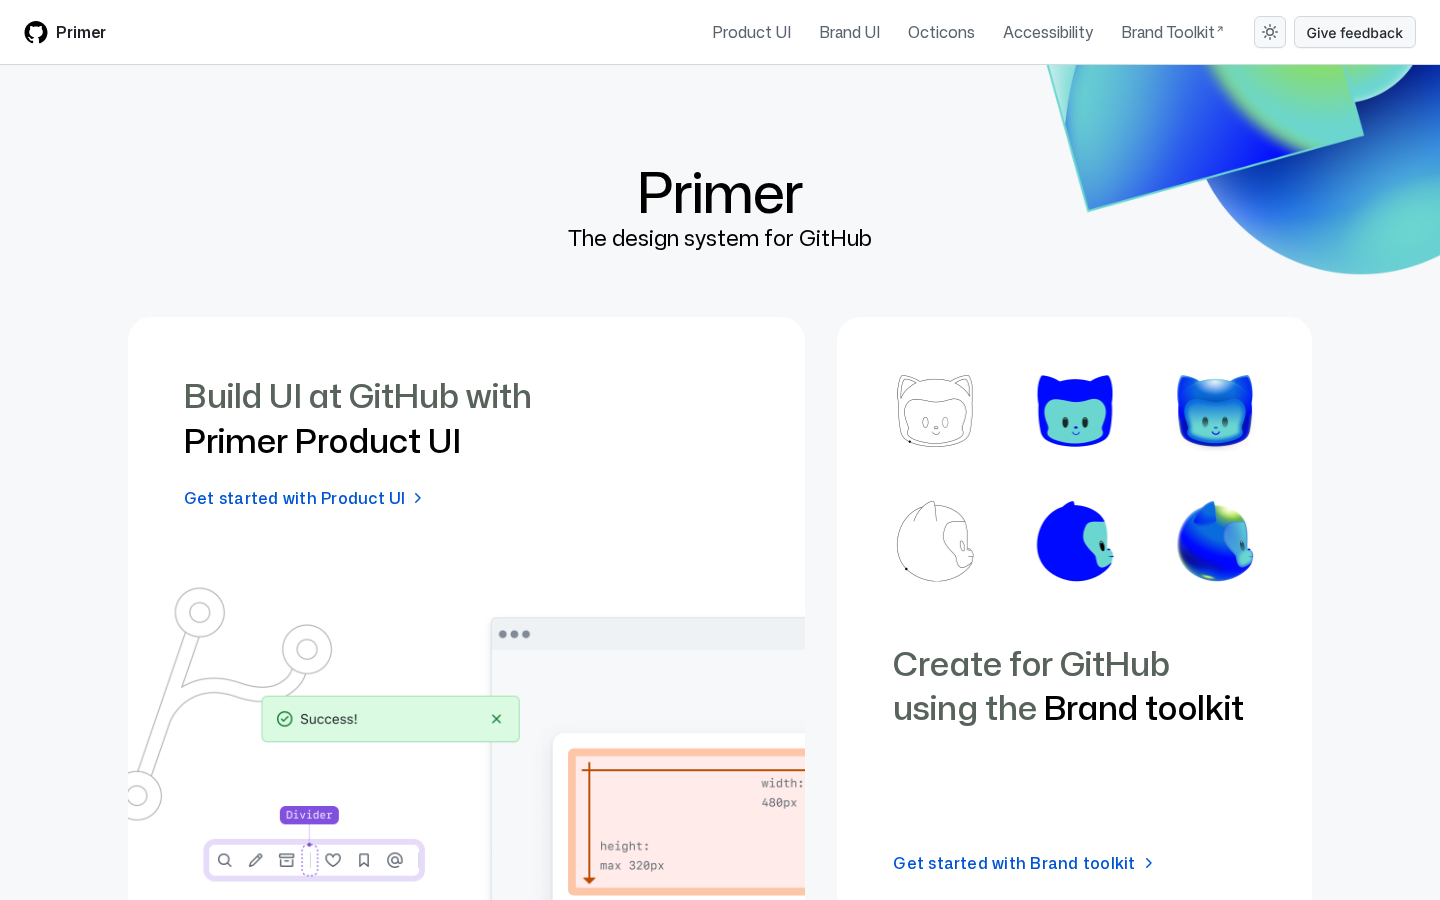 Primer
Product UI
Brand UI
Octicons
Accessibility
Brand Toolkit↗
Give feedback
Primer
The design system for GitHub
Build UI at GitHub with
Primer Product UI
Get started with Product UI
Success!
Divider
width:
480px
height:
max 320px
Create for GitHub
using the Brand toolkit
Get started with Brand toolkit